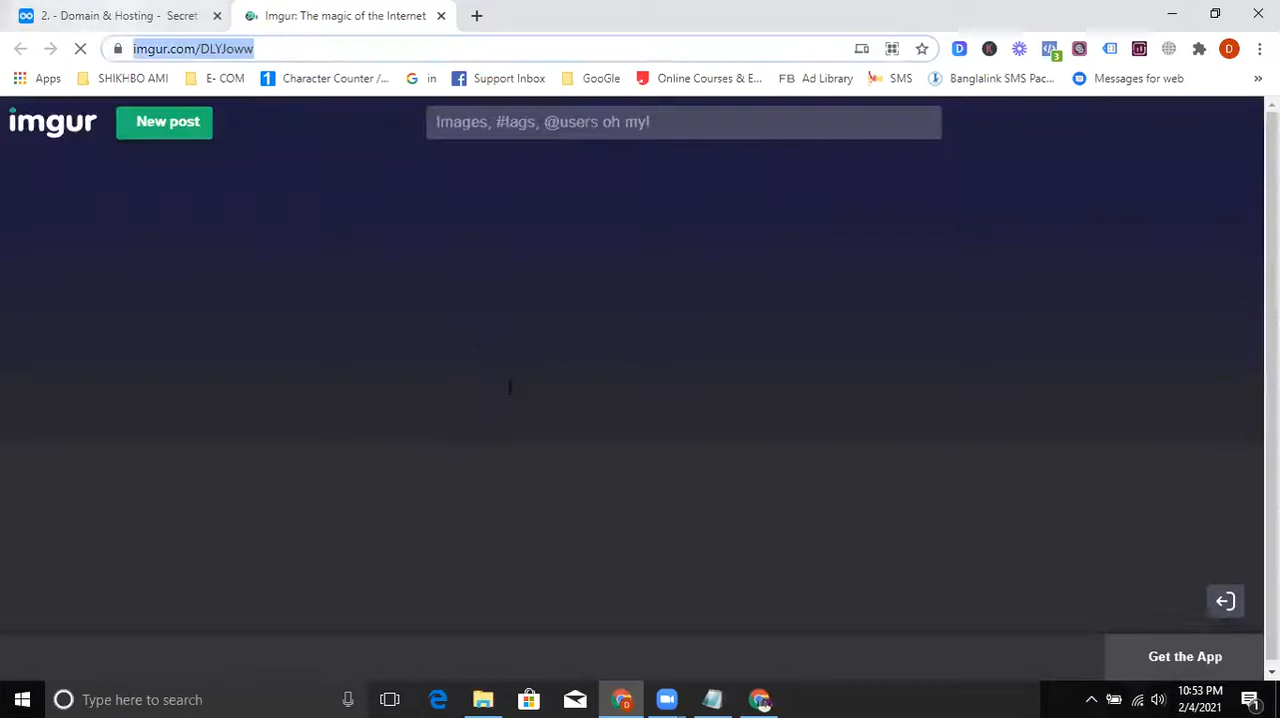 2. - Domain & Hosting - Secret
Imgur: The magic of the Internet
imgur.com/DLYJoww
3
D
Apps
SHIKHBO AMI
E- COM
Character Counter /...
in
Support Inbox
GooGle
Online Courses & E...
FB Ad Library
SMS
Banglalink SMS Pac...
Messages for web
»
imgur
New post
Images, #tags, @users oh my!
Get the App
Type here to search
10:53 PM
2/4/2021